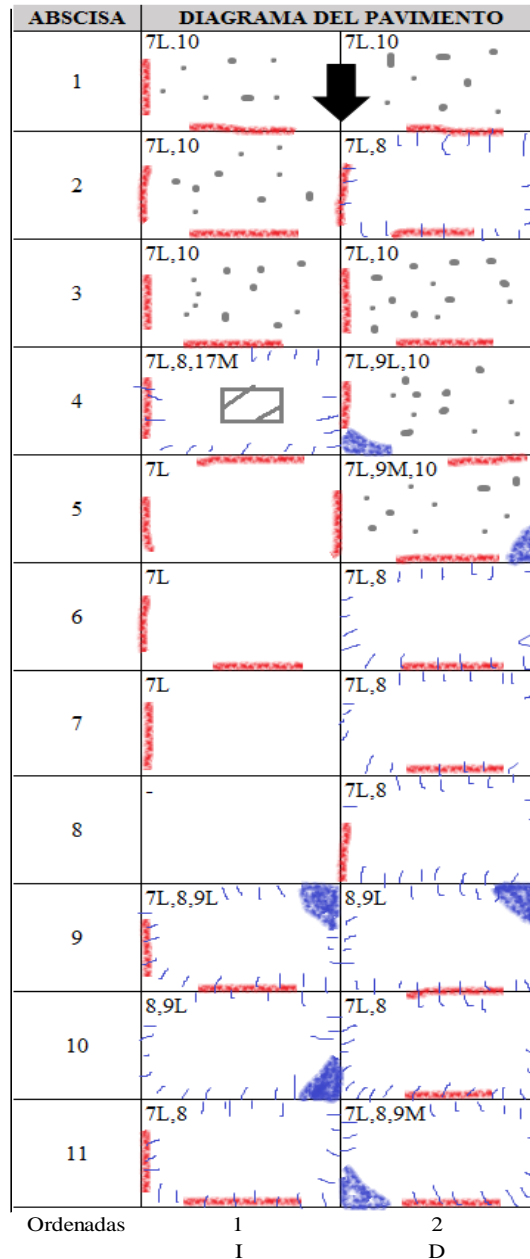 ABSCISA DIAGRAMA DEL PAVIMENTO
7L,10 7L,10
1
7L,10 7L,8
2
7L,10 7L,10
3
7L,8,17M 7L,9L,10
4
7L 7L,9M,10
5
7L 7L,8
6
7L 7L,8
7
- 7L,8
8
7L,8,9L 8,9L
9
8,9L 7L,8
10
7L,8 7L,8,9M
11
Ordenadas 1 2
I D